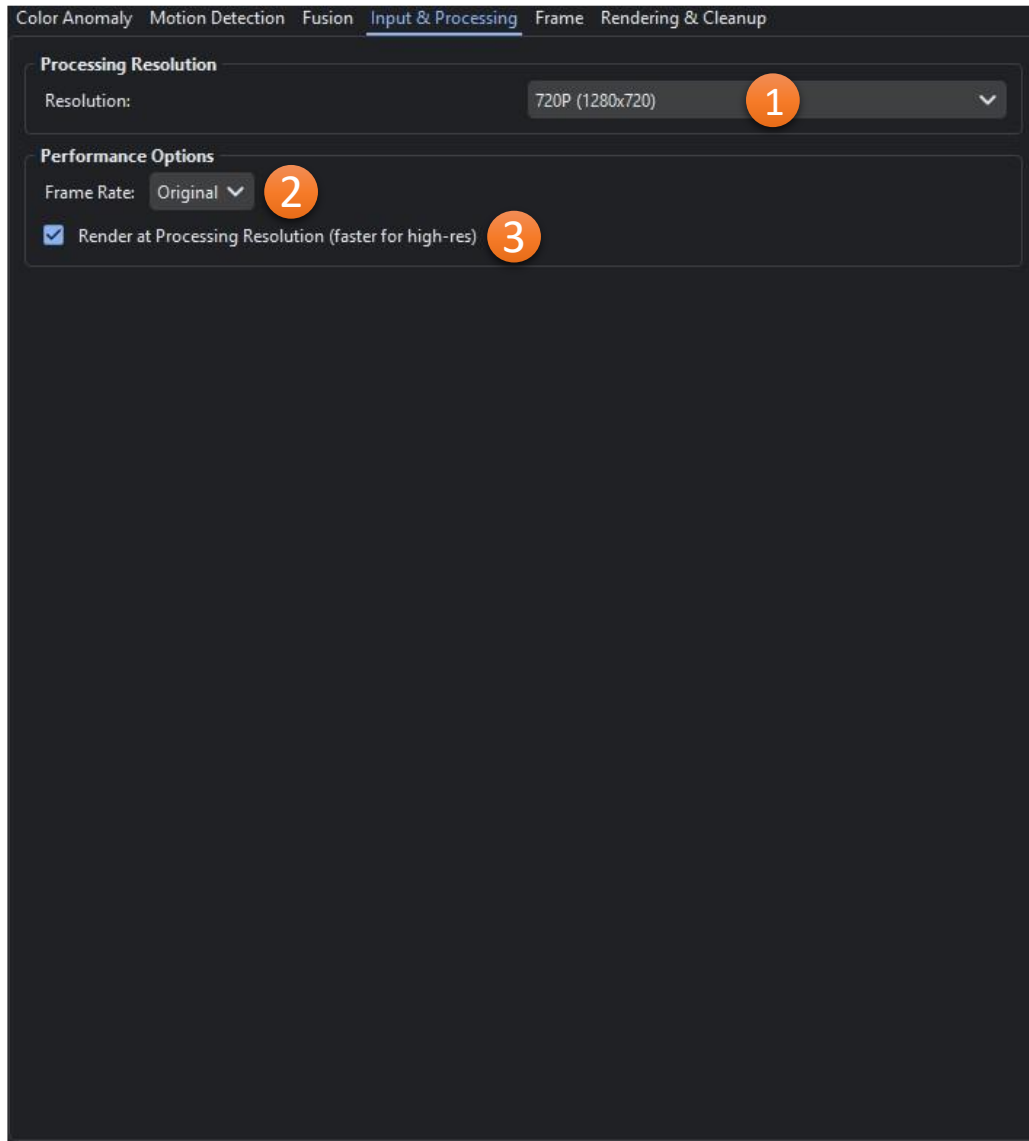 Color Anomaly Motion Detection Fusion Input & Processing Frame Rendering & Cleanup
Processing Resolution
Resolution: 720P (1280x720) 1
Performance Options
Frame Rate: Original 2
Render at Processing Resolution (faster for high-res) 3